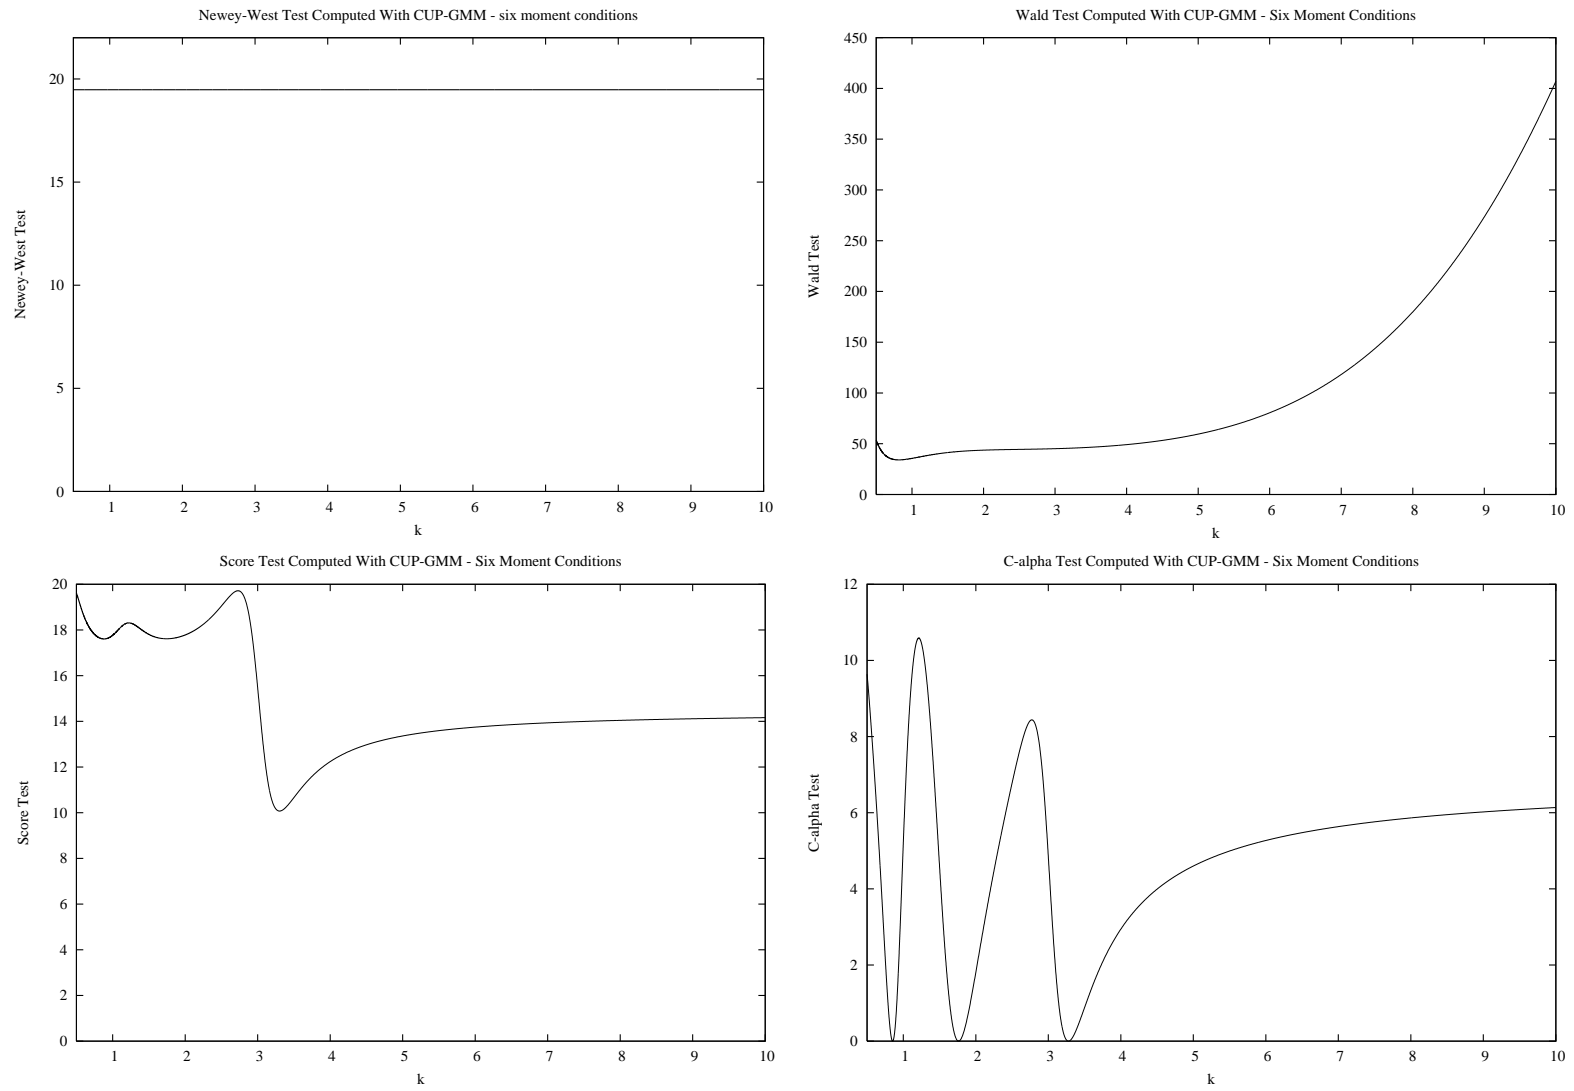 Newey-West Test Computed With CUP-GMM - six moment conditions
20
15
10
5
0
Newey-West Test
1 2 3 4 5 6 7 8 9 10
k
Wald Test Computed With CUP-GMM - Six Moment Conditions
450
400
350
300
250
200
150
100
50
0
Wald Test
1 2 3 4 5 6 7 8 9 10
k
Score Test Computed With CUP-GMM - Six Moment Conditions
20
18
16
14
12
10
8
6
4
2
0
Score Test
1 2 3 4 5 6 7 8 9 10
k
C-alpha Test Computed With CUP-GMM - Six Moment Conditions
12
10
8
6
4
2
0
C-alpha Test
1 2 3 4 5 6 7 8 9 10
k